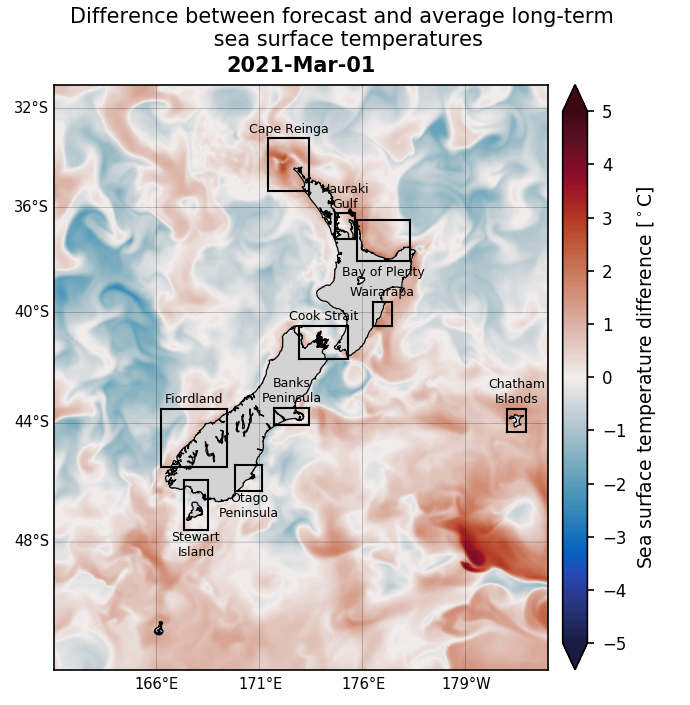 Difference between forecast and average long-term
sea surface temperatures
2021-Mar-01
32°S
36°S
40°S
44°S
48°S
Cape Reinga
Hauraki
Gulf
Bay of Plenty
Wairarapa
Cook Strait
Banks
Peninsula
Fiordland
Chatham
Islands
Otago
Peninsula
Stewart
Island
166°E
171°E
176°E
179°W
5
4
3
2
1
0
−1
−2
−3
−4
−5
Sea surface temperature difference [°C]